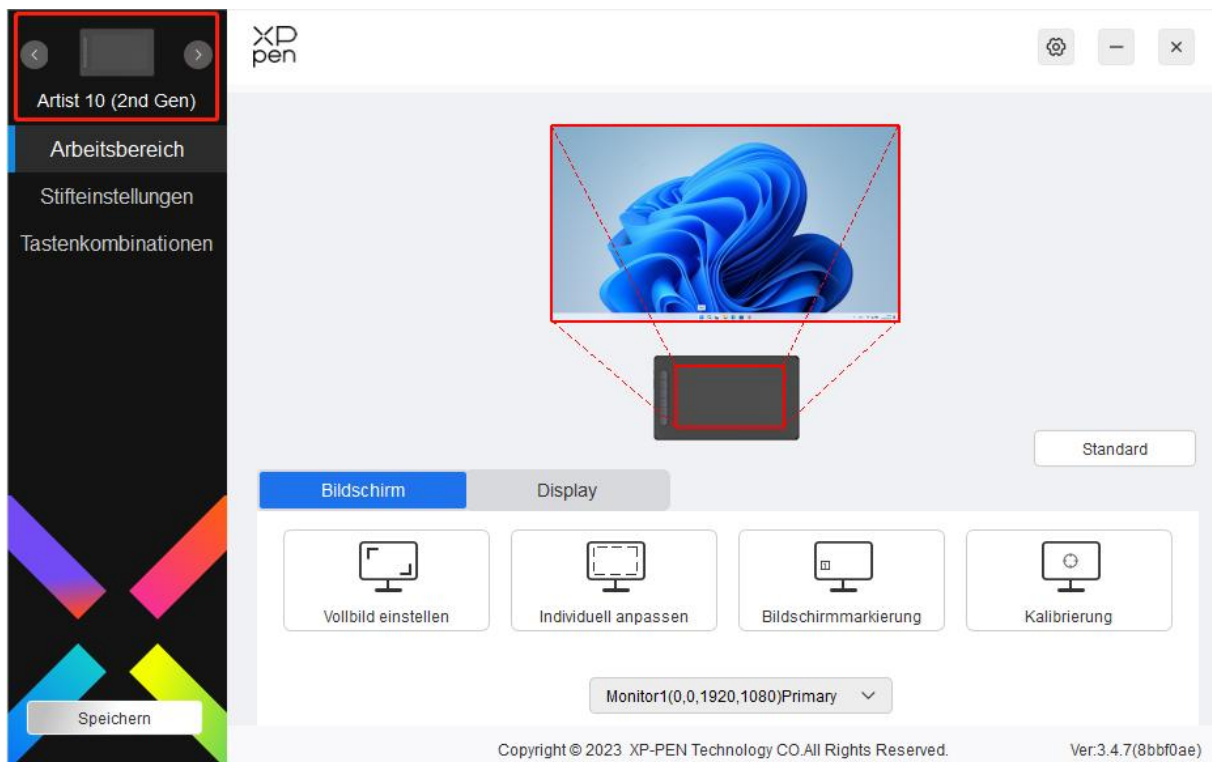 XP
pen
Artist 10 (2nd Gen)
Arbeitsbereich
Stifteinstellungen
Tastenkombinationen
Standard
Bildschirm
Display
Vollbild einstellen
Individuell anpassen
1
Bildschirmmarkierung
Kalibrierung
Monitor1(0,0,1920,1080)Primary
Speichern
Copyright © 2023 XP-PEN Technology CO.All Rights Reserved.
Ver:3.4.7(8bbf0ae)